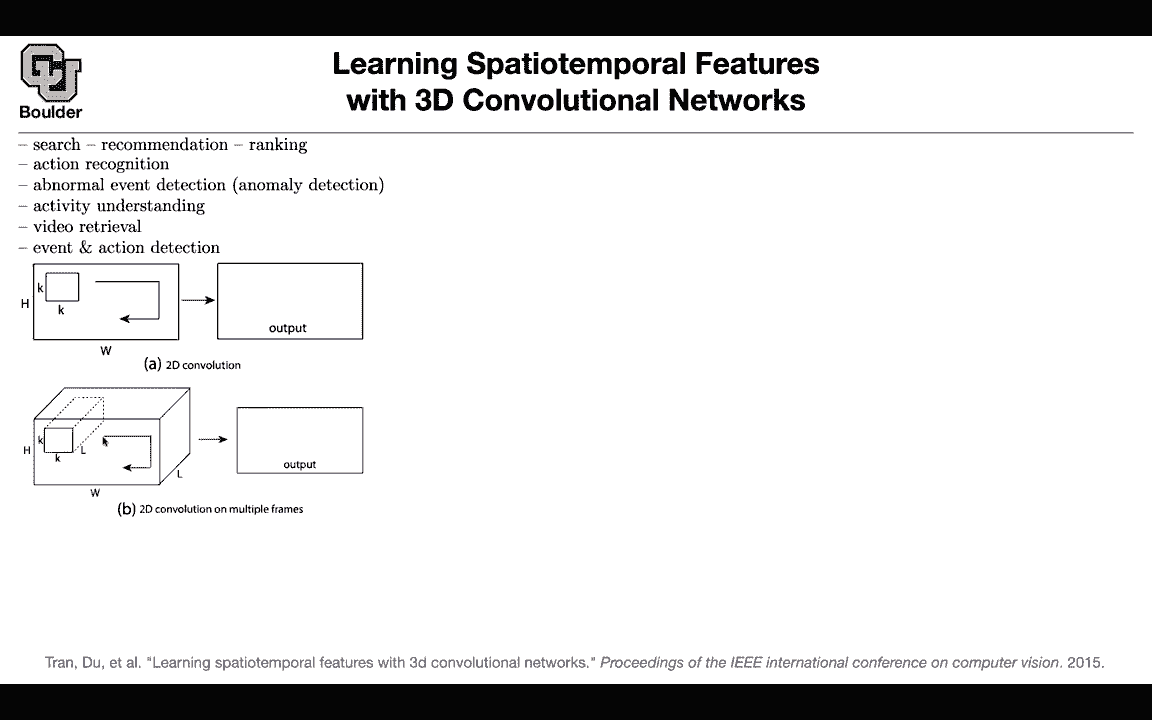 CU
Boulder
Learning Spatiotemporal Features
with 3D Convolutional Networks
– search – recommendation – ranking
– action recognition
– abnormal event detection (anomaly detection)
– activity understanding
– video retrieval
– event & action detection
k
H
k
output
W
(a) 2D convolution
k
H
L
k
output
L
W
(b) 2D convolution on multiple frames
Tran, Du, et al. "Learning spatiotemporal features with 3d convolutional networks." Proceedings of the IEEE international conference on computer vision. 2015.